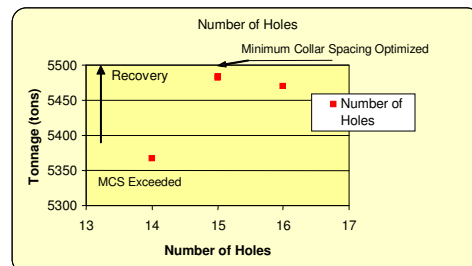 Number of Holes
Minimum Collar Spacing Optimized
5500
5450
5400
5350
5300
Tonnage (tons)
Recovery
MCS Exceeded
Number of
Holes
13
14
15
16
17
Number of Holes